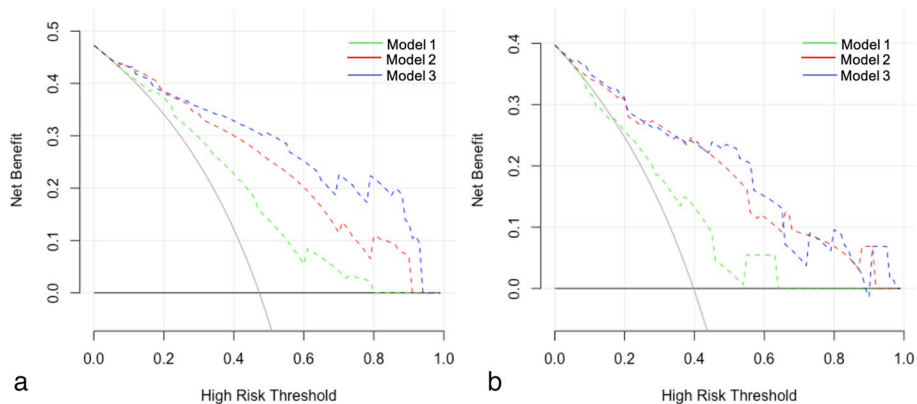 Model 1
Model 2
Model 3
Net Benefit
0.5
0.4
0.3
0.2
0.1
0.0
0.0 0.2 0.4 0.6 0.8 1.0
High Risk Threshold
a
Model 1
Model 2
Model 3
Net Benefit
0.4
0.3
0.2
0.1
0.0
0.0 0.2 0.4 0.6 0.8 1.0
High Risk Threshold
b